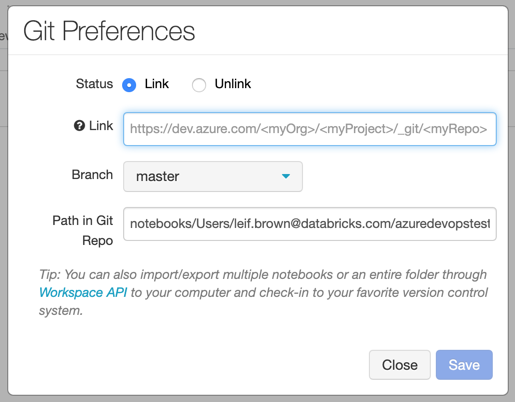 Git Preferences
Status Link Unlink
Link https://dev.azure.com/<myOrg>/<myProject>/_git/<myRepo>
Branch master
Path in Git Repo notebooks/Users/leif.brown@databricks.com/azuredevopstest
Tip: You can also import/export multiple notebooks or an entire folder through
Workspace API to your computer and check-in to your favorite version control
system.
Close Save